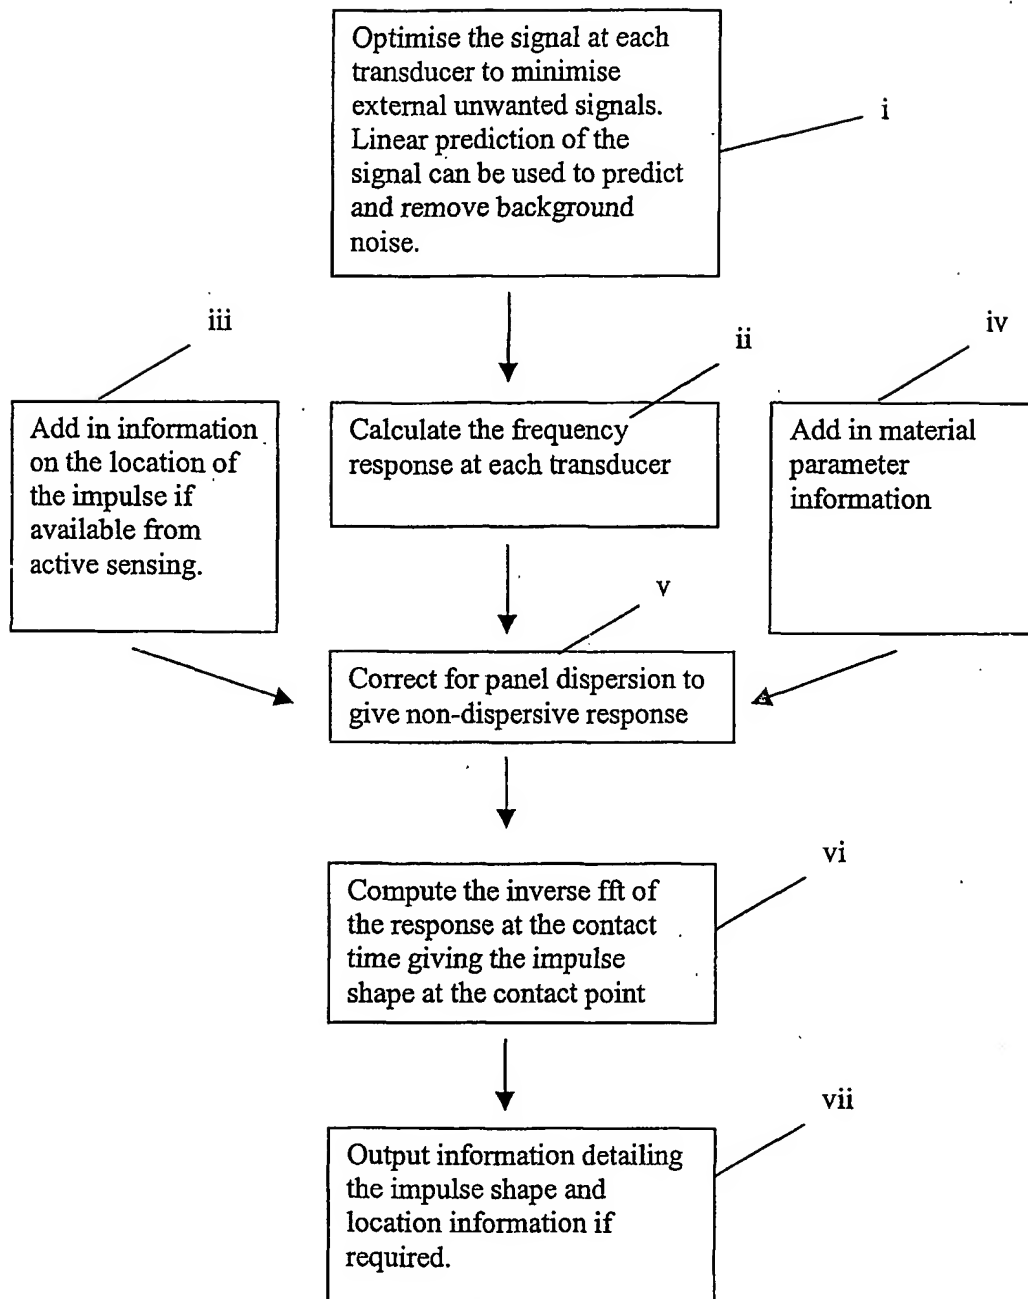 Optimise the signal at each
transducer to minimise
external unwanted signals.
Linear prediction of the
signal can be used to predict
and remove background
noise.
i
iii
ii
iv
Add in information
on the location of
the impulse if
available from
active sensing.
Calculate the frequency
response at each transducer
Add in material
parameter
information
v
Correct for panel dispersion to
give non-dispersive response
vi
Compute the inverse fft of
the response at the contact
time giving the impulse
shape at the contact point
vii
Output information detailing
the impulse shape and
location information if
required.